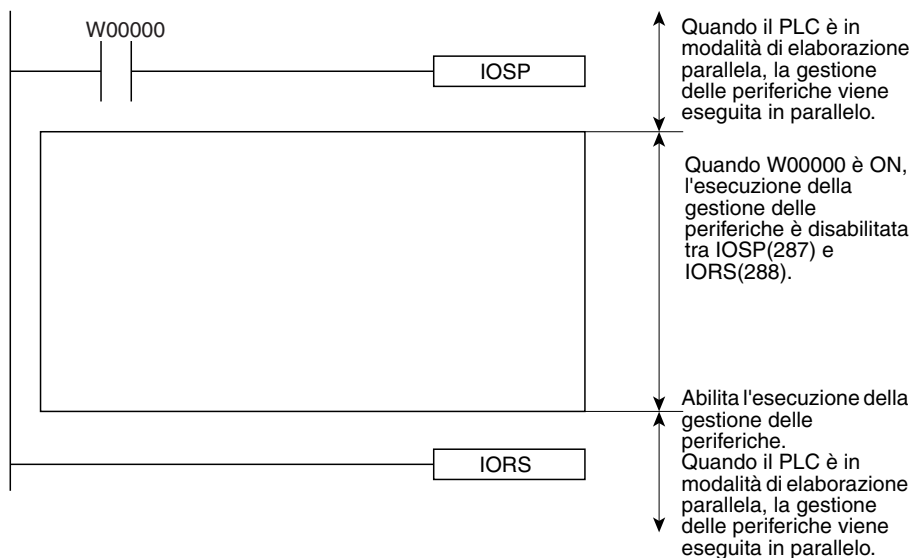 W00000
IOSP
Quando il PLC è in
modalità di elaborazione
parallela, la gestione
delle periferiche viene
eseguita in parallelo.
Quando W00000 è ON,
l'esecuzione della
gestione delle
periferiche è disabilitata
tra IOSP(287) e
IORS(288).
Abilita l'esecuzione della
gestione delle
periferiche.
IORS
Quando il PLC è in
modalità di elaborazione
parallela, la gestione
delle periferiche viene
eseguita in parallelo.